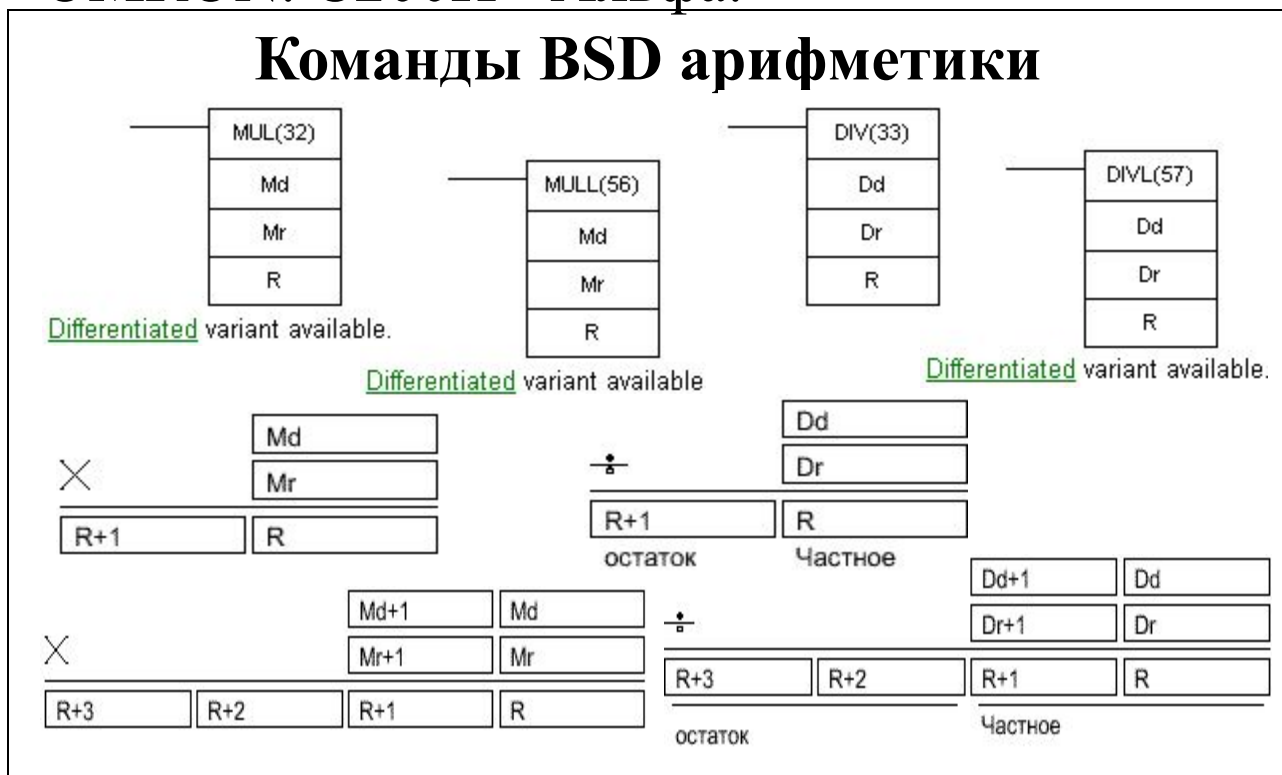 Команды BSD арифметики
MUL(32)
Md
Mr
R
Differentiated variant available.
MULL(56)
Md
Mr
R
Differentiated variant available
DIV(33)
Dd
Dr
R
DIVL(57)
Dd
Dr
R
Differentiated variant available.
Md
Mr
R+1 R
Dd
Dr
R+1 R
остаток Частное
Md+1 Md
Mr+1 Mr
R+3 R+2 R+1 R
Dd+1 Dd
Dr+1 Dr
R+3 R+2 R+1 R
остаток Частное